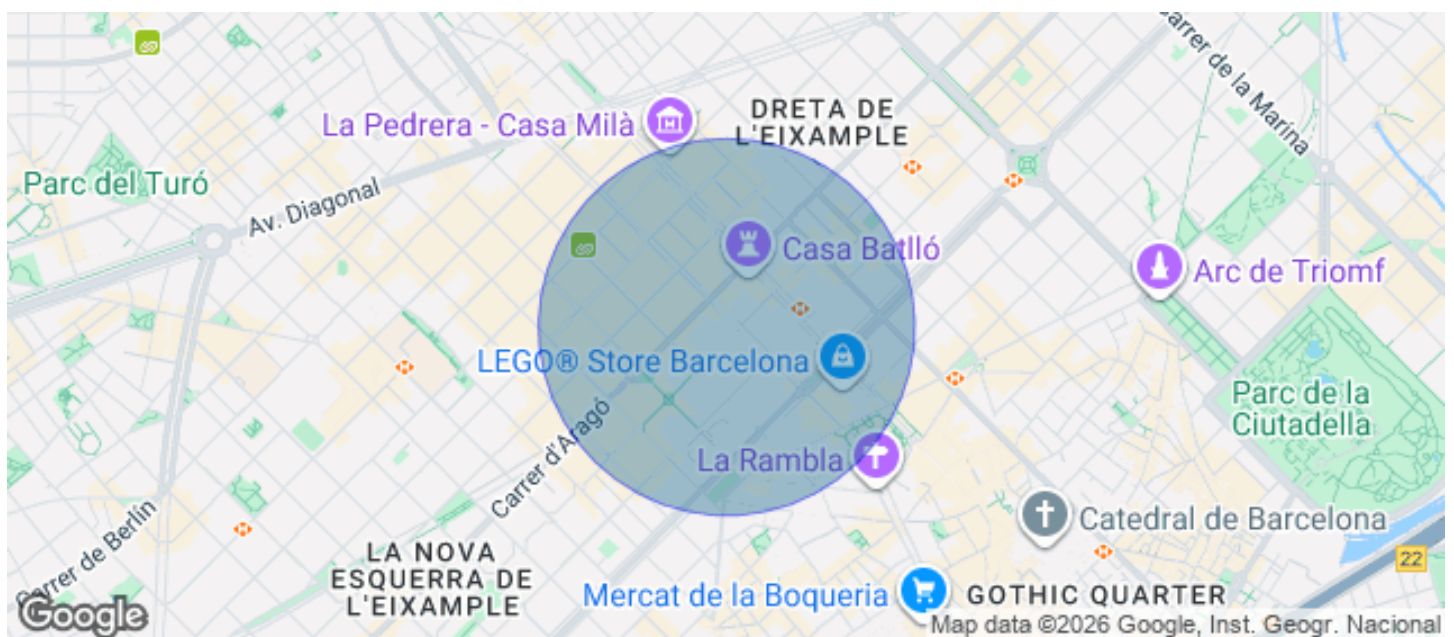 Carrer de la Marina
DRETA DE
L'EIXAMPLE
La Pedrera - Casa Milà
Parc del Turó
Av. Diagonal
Casa Batlló
Arc de Triomf
LEGO® Store Barcelona
Parc de la
Ciutadella
Carrer d'Aragó
La Rambla
Catedral de Barcelona
Carrer de Berlín
LA NOVA
ESQUERRA DE
L'EIXAMPLE
22
Mercat de la Boqueria
GOTHIC QUARTER
Google
Map data ©2026 Google, Inst. Geogr. Nacional